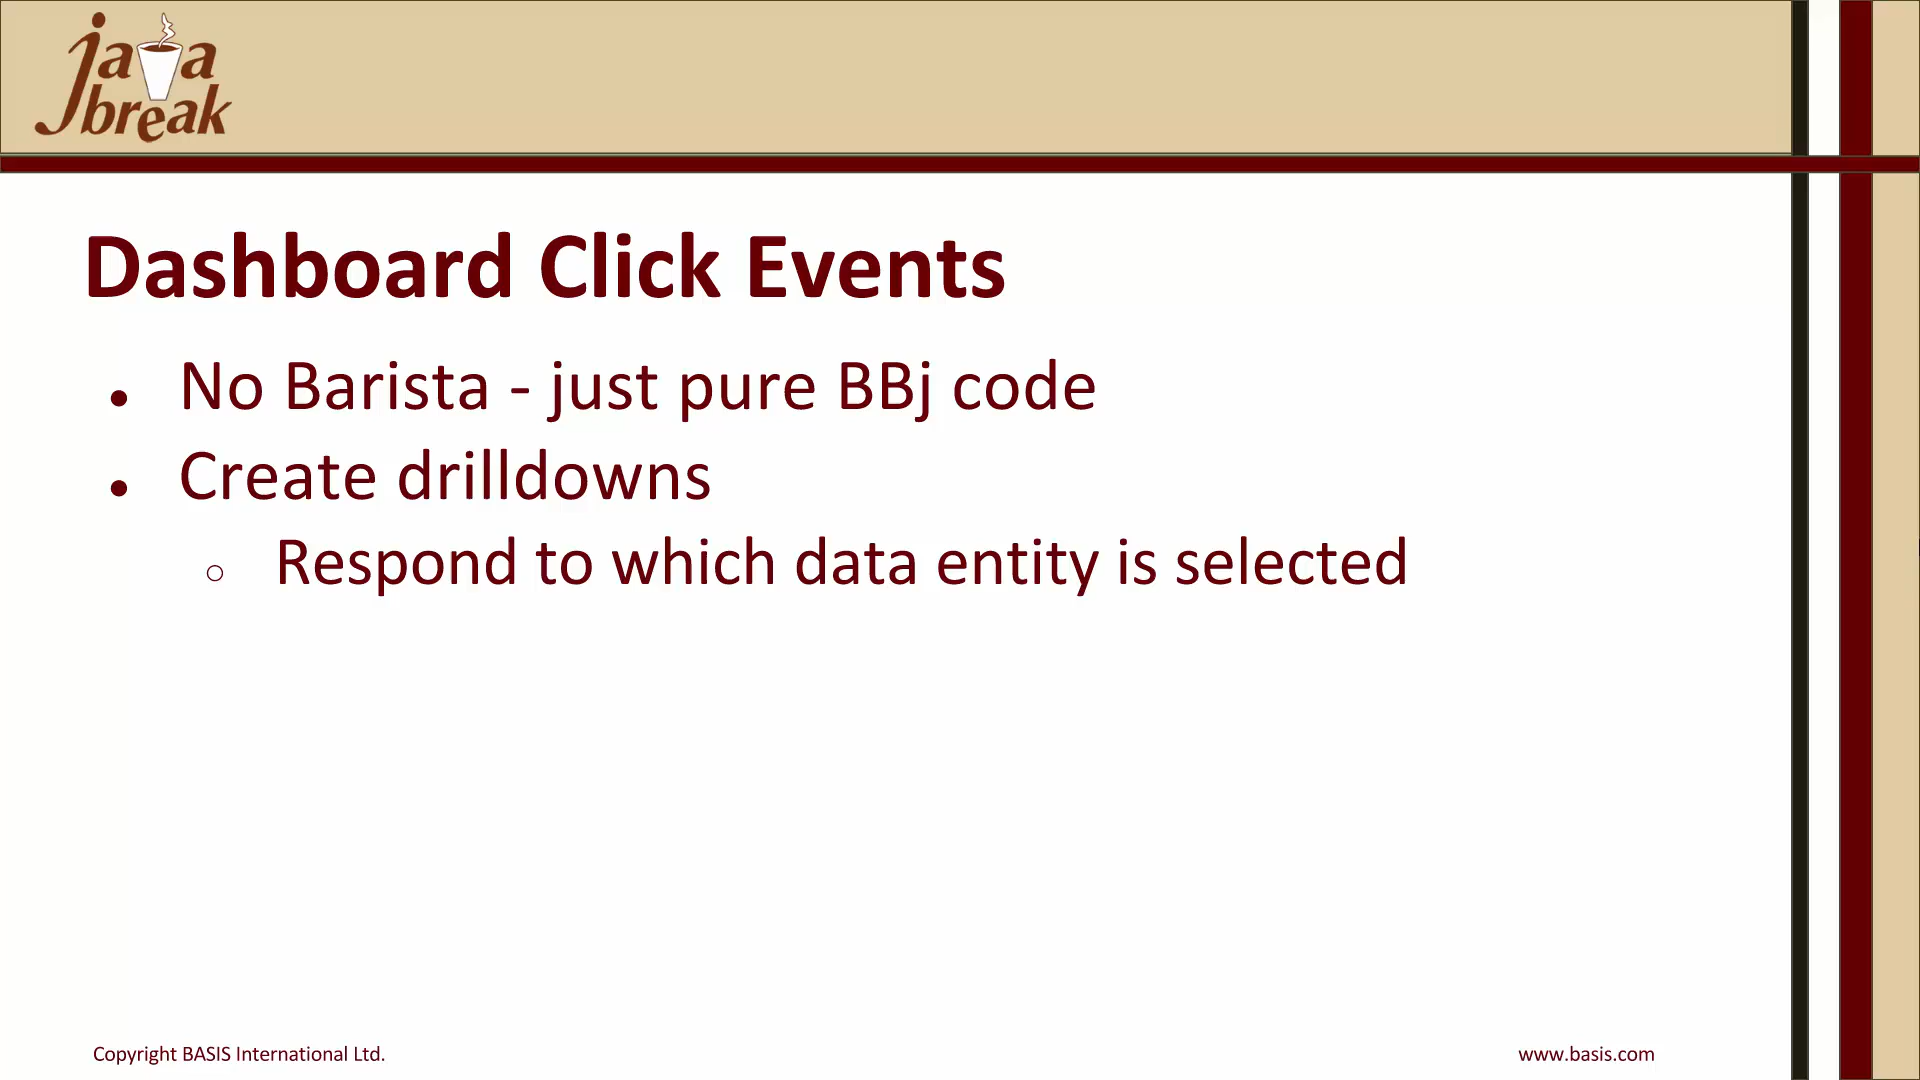 java
break
Dashboard Click Events
● No Barista - just pure BBj code
● Create drilldowns
○ Respond to which data entity is selected
Copyright BASIS International Ltd.
www.basis.com